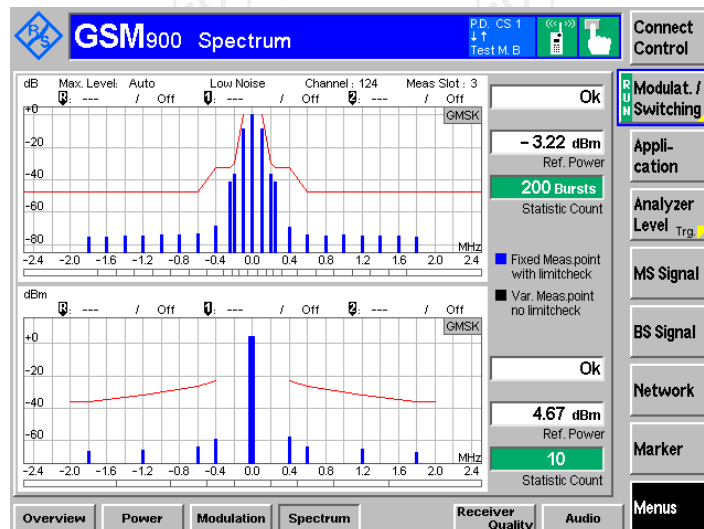 R&S GSM900 Spectrum P.D. CS 1
↓↑
Test M. B
Connect Control
dB Max. Level: Auto Low Noise Channel : 124 Meas Slot : 3
R: --- / Off 1: --- / Off 2: --- / Off
GMSK
+0
-20
-40
-60
-80
MHz
-2.4 -2.0 -1.6 -1.2 -0.8 -0.4 0.0 0.4 0.8 1.2 1.6 2.0 2.4
Ok
-3.22 dBm
Ref. Power
200 Bursts
Statistic Count
Fixed Meas.point
with limitcheck
Var. Meas.point
no limitcheck
dBm
R: --- / Off 1: --- / Off 2: --- / Off
GMSK
+0
-20
-40
-60
MHz
-2.4 -2.0 -1.6 -1.2 -0.8 -0.4 0.0 0.4 0.8 1.2 1.6 2.0 2.4
Ok
4.67 dBm
Ref. Power
10
Statistic Count
RUN
Modulat. /
Switching
Appli-
cation
Analyzer
Level Trg.
MS Signal
BS Signal
Network
Marker
Menus
Overview Power Modulation Spectrum Receiver
Quality Audio